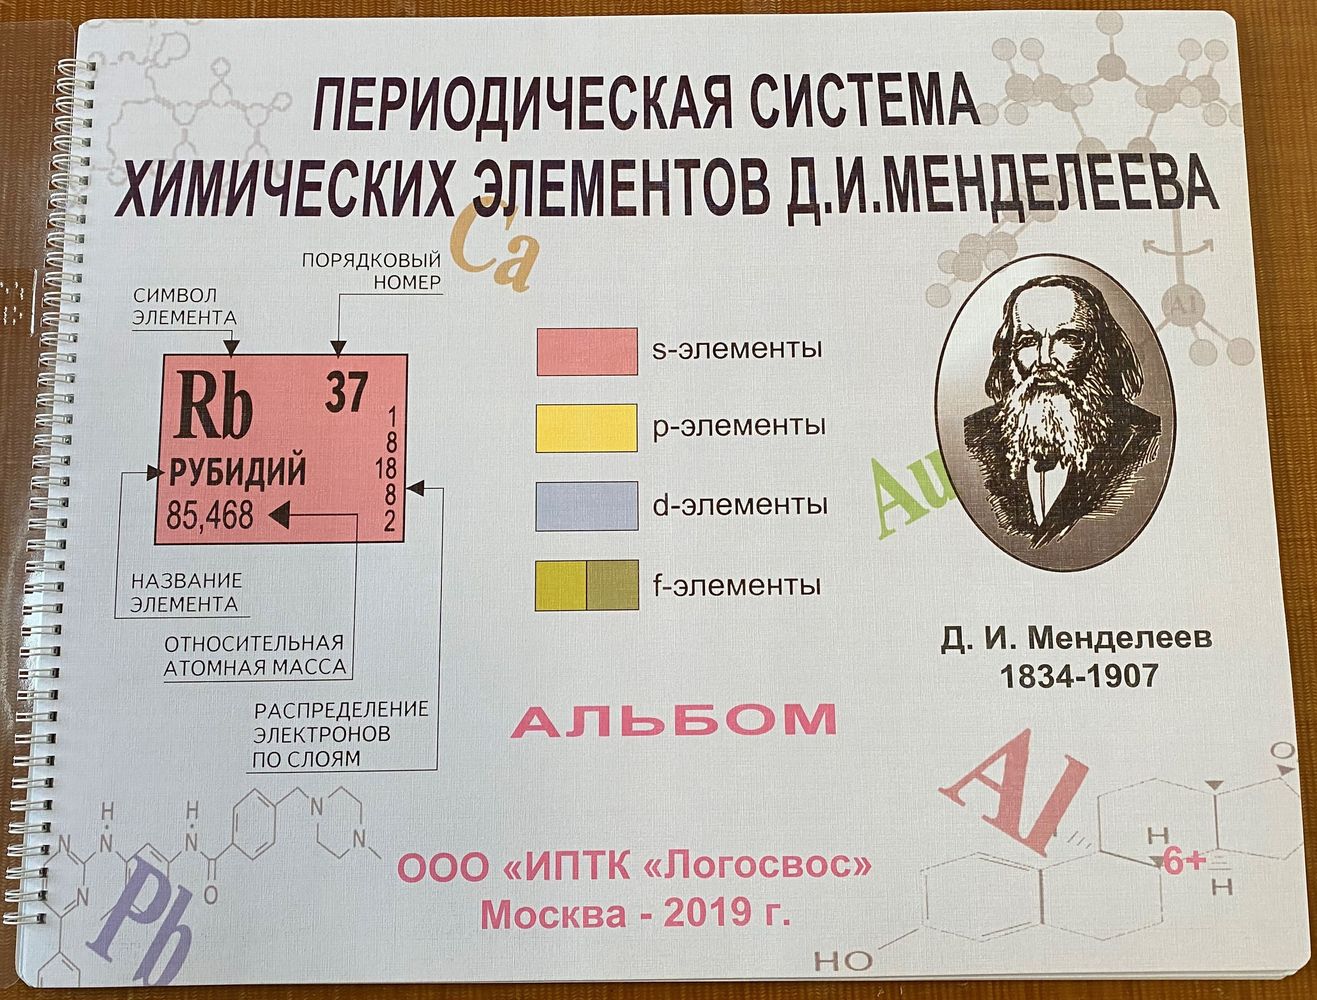 ПЕРИОДИЧЕСКАЯ СИСТЕМА
ХИМИЧЕСКИХ ЭЛЕМЕНТОВ Д.И.МЕНДЕЛЕЕВА
Ca
ПОРЯДКОВЫЙ
НОМЕР
СИМВОЛ
ЭЛЕМЕНТА
Rb
37
РУБИДИЙ
85,468
1
8
18
8
2
НАЗВАНИЕ
ЭЛЕМЕНТА
ОТНОСИТЕЛЬНАЯ
АТОМНАЯ МАССА
РАСПРЕДЕЛЕНИЕ
ЭЛЕКТРОНОВ
ПО СЛОЯМ
s-элементы
p-элементы
d-элементы
f-элементы
Al
Au
Д. И. Менделеев
1834-1907
АЛЬБОМ
Al
6+
ООО «ИПТК «Логосвос»
Москва - 2019 г.
Pb
H
N
H
N
N
N
N
N
O
O
H
H
HO